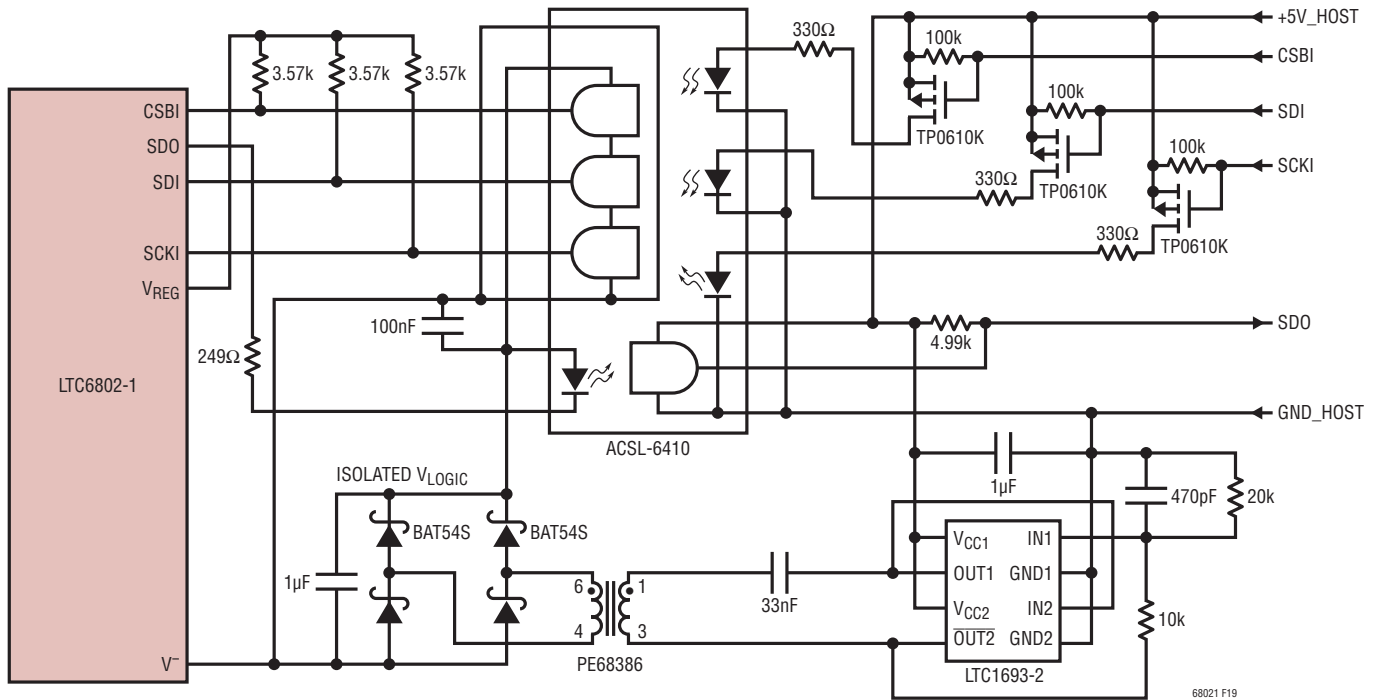 +5V_HOST
330Ω
100k
CSBI
3.57k
3.57k
3.57k
TP0610K
100k
SDI
CSBI
SDO
SDI
SCKI
VREG
330Ω
TP0610K
100k
SCKI
330Ω
TP0610K
100nF
249Ω
LTC6802-1
4.99k
SDO
GND_HOST
ACSL-6410
ISOLATED VLOGIC
BAT54S
BAT54S
1µF
V–
6
4
1
3
PE68386
33nF
1µF
470pF
20k
VCC1
IN1
OUT1
GND1
VCC2
IN2
OUT2
GND2
10k
LTC1693-2
68021 F19